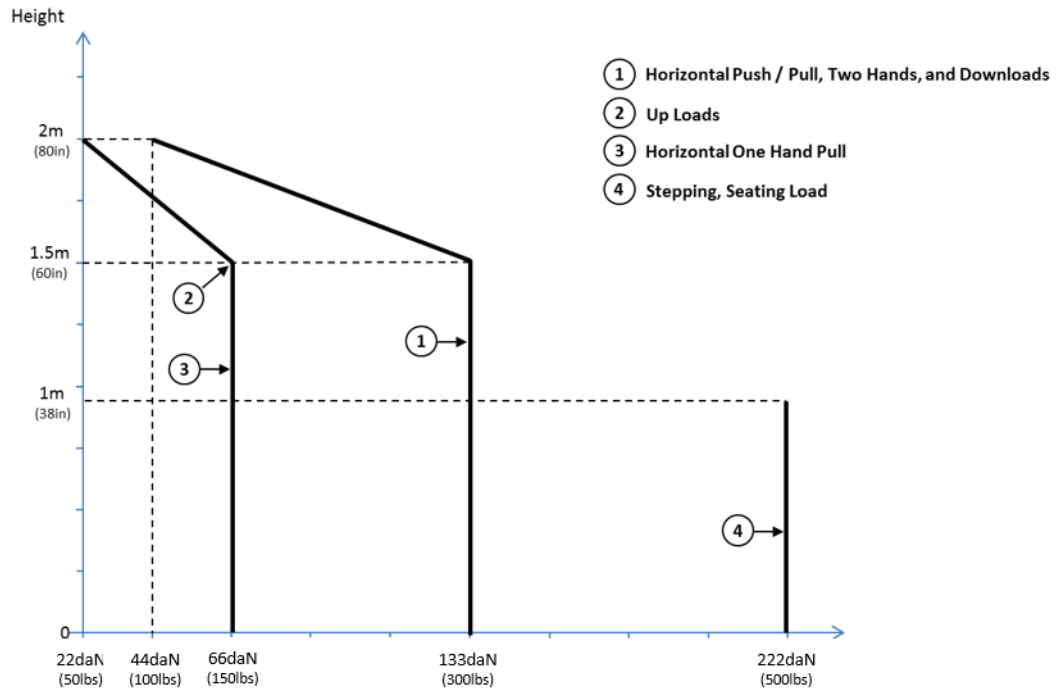 Height
1 Horizontal Push / Pull, Two Hands, and Downloads
2 Up Loads
3 Horizontal One Hand Pull
4 Stepping, Seating Load
2m
(80in)
1.5m
(60in)
2
1
3
1m
(38in)
4
0
22daN 44daN 66daN 133daN 222daN
(50lbs) (100lbs) (150lbs) (300lbs) (500lbs)